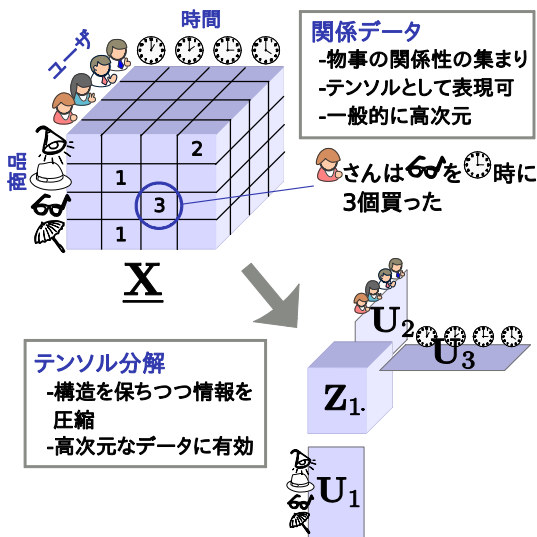 時間
ユーザ
商品
2
1
3
1
X
関係データ
-物事の関係性の集まり
-テンソルとして表現可
-一般的に高次元
さんは を 時に
3個買った
テンソル分解
-構造を保ちつつ情報を
圧縮
-高次元なデータに有効
U2
U3
Z1.
U1